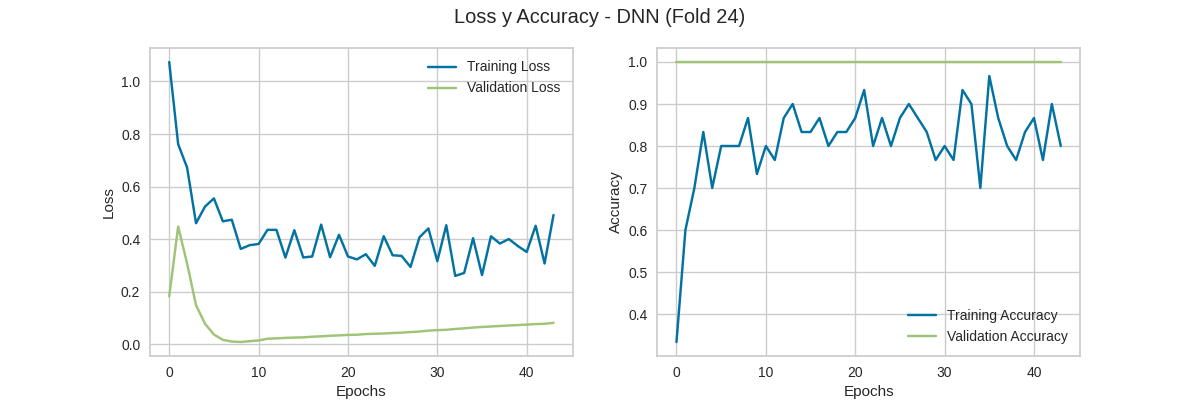 Loss y Accuracy - DNN (Fold 24)
Loss
1.0
0.8
0.6
0.4
0.2
0.0
Training Loss
Validation Loss
0
10
20
30
40
Epochs
Accuracy
1.0
0.9
0.8
0.7
0.6
0.5
0.4
Training Accuracy
Validation Accuracy
0
10
20
30
40
Epochs